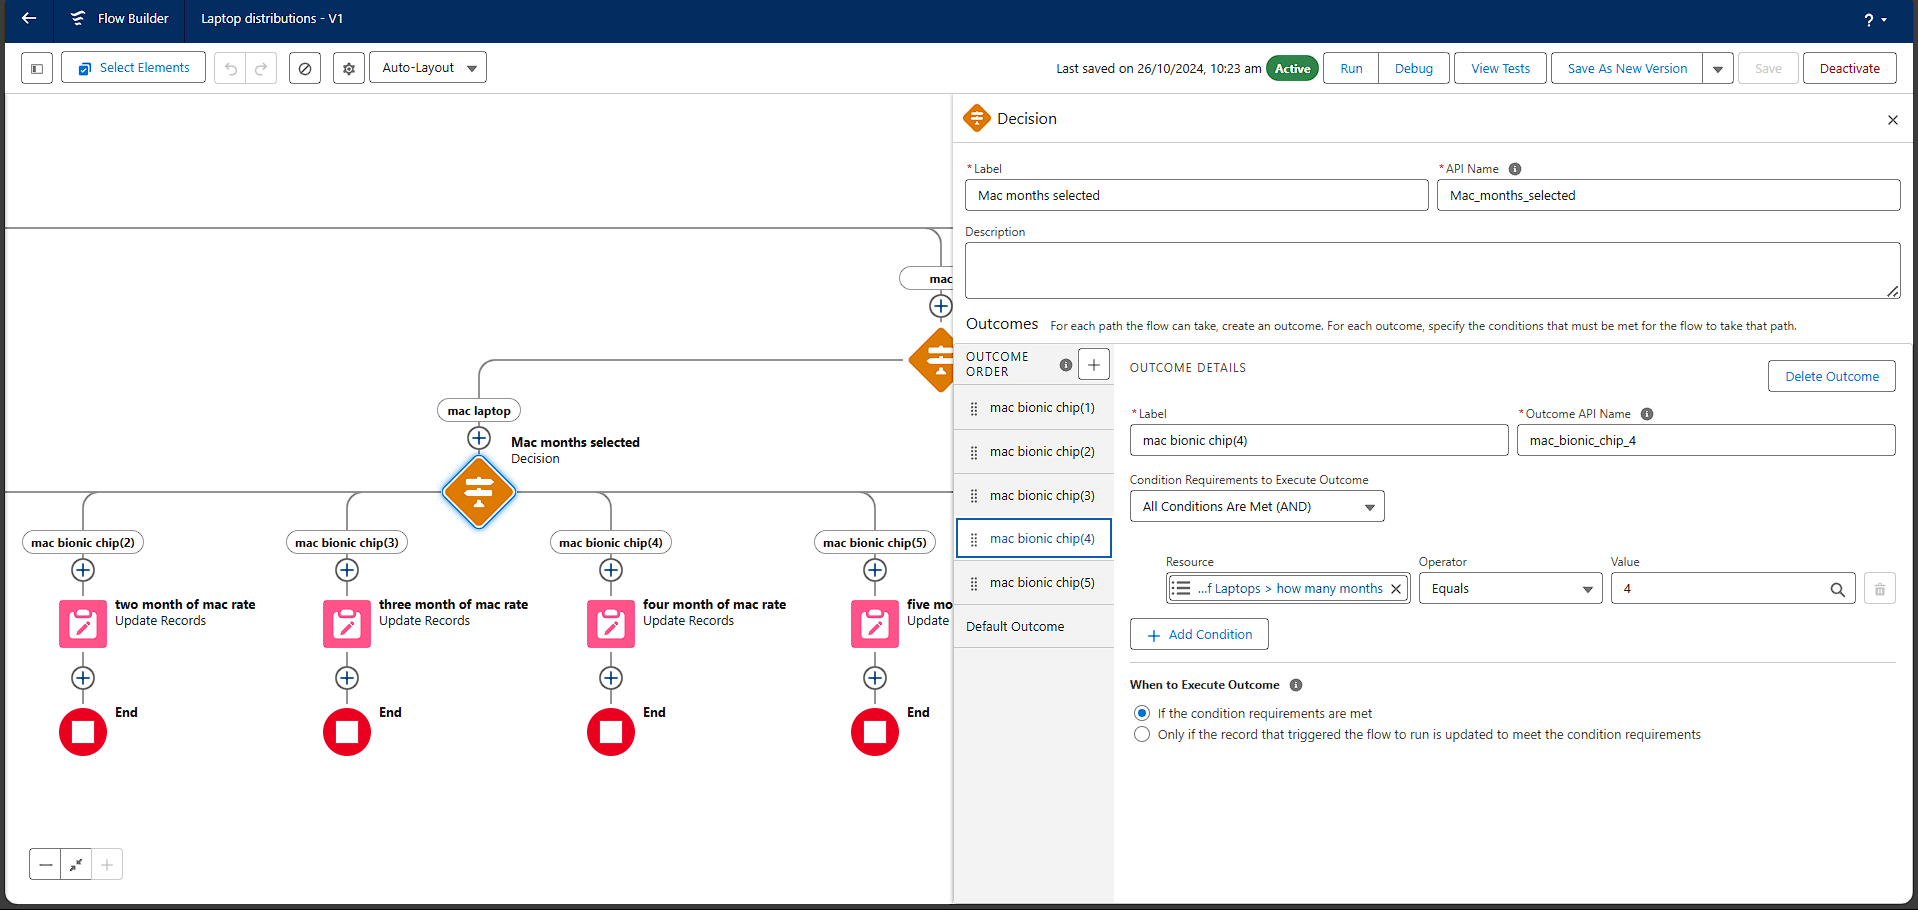 Flow Builder
Laptop distributions - V1
?
Select Elements
Auto-Layout
Last saved on 26/10/2024, 10:23 am
Active
Run
Debug
View Tests
Save As New Version
Save
Deactivate
mac
mac laptop
Mac months selected
Decision
mac bionic chip(2)
mac bionic chip(3)
mac bionic chip(4)
mac bionic chip(5)
two month of mac rate
Update Records
three month of mac rate
Update Records
four month of mac rate
Update Records
five mo
Update
End
End
End
End
Decision
* Label
Mac months selected
* API Name
Mac_months_selected
Description
Outcomes
For each path the flow can take, create an outcome. For each outcome, specify the conditions that must be met for the flow to take that path.
OUTCOME
ORDER
mac bionic chip(1)
mac bionic chip(2)
mac bionic chip(3)
mac bionic chip(4)
mac bionic chip(5)
Default Outcome
OUTCOME DETAILS
Delete Outcome
* Label
mac bionic chip(4)
* Outcome API Name
mac_bionic_chip_4
Condition Requirements to Execute Outcome
All Conditions Are Met (AND)
Resource
...f Laptops > how many months
Operator
Equals
Value
4
Add Condition
When to Execute Outcome
If the condition requirements are met
Only if the record that triggered the flow to run is updated to meet the condition requirements